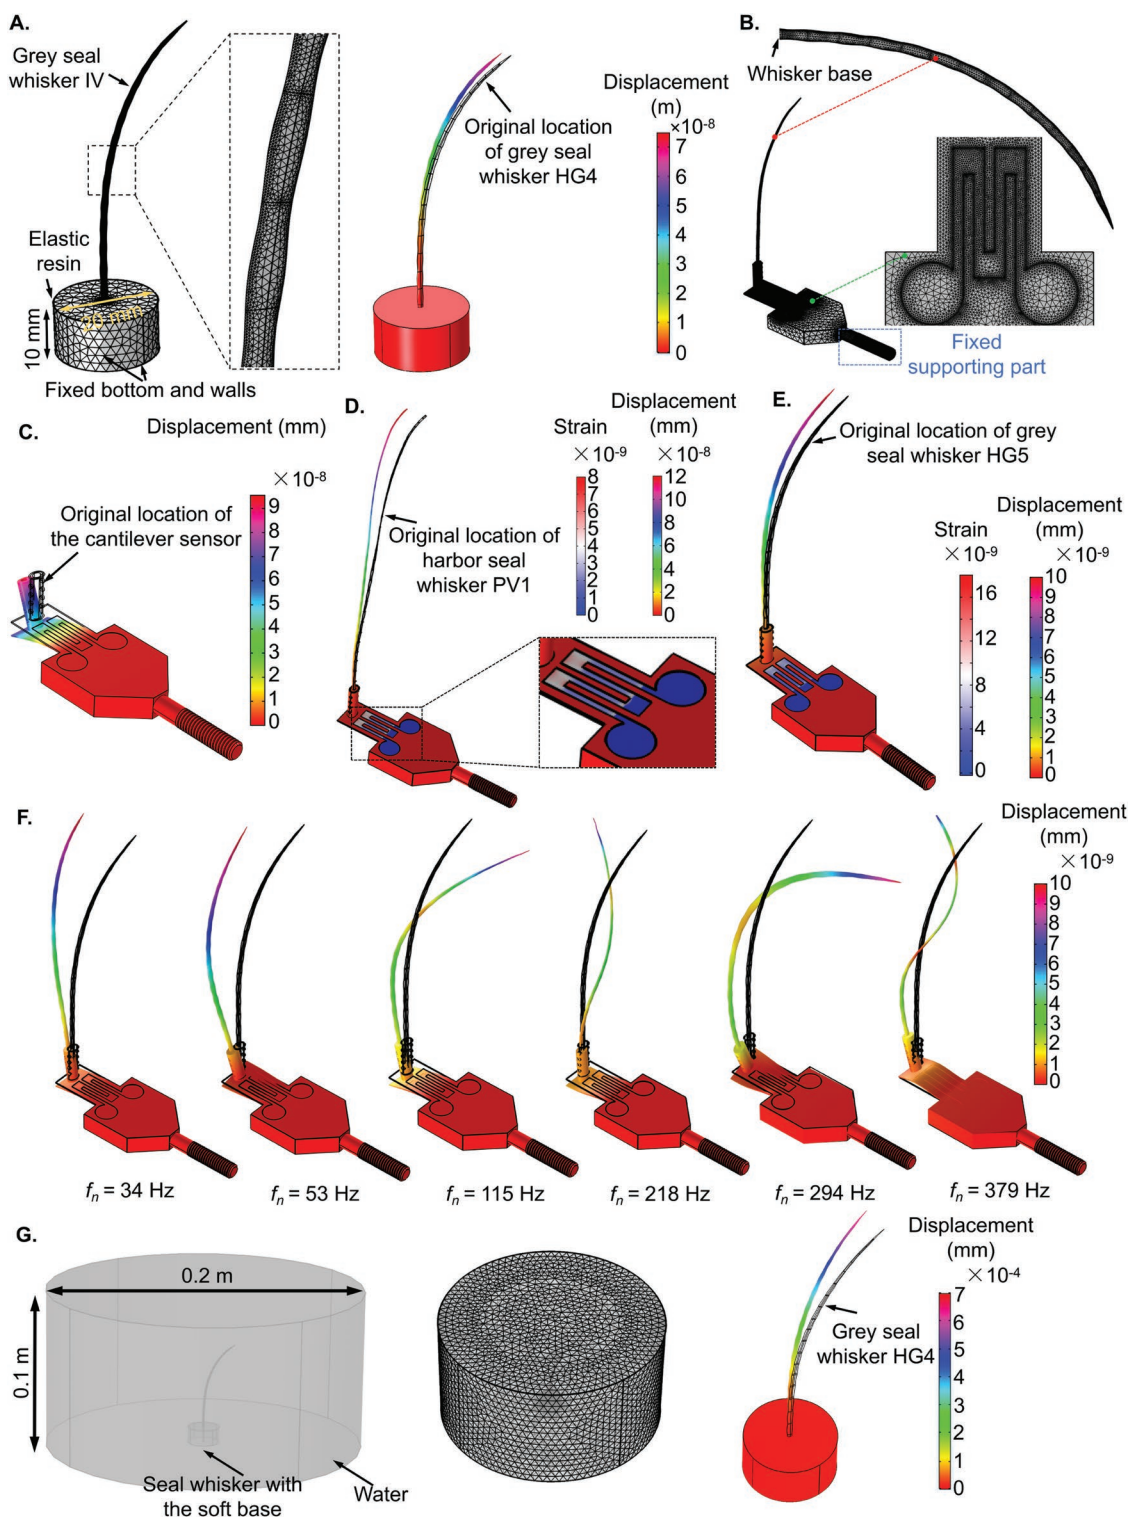 A.
Grey seal
whisker IV
Elastic
resin
20 mm
10 mm
Fixed bottom and walls
Original location
of grey seal
whisker HG4
Displacement
(m)
×10-8
7
6
5
4
3
2
1
0
B.
Whisker base
Fixed
supporting part
C.
Displacement (mm)
× 10-8
9
8
7
6
5
4
3
2
1
0
Original location of
the cantilever sensor
D.
Original location of
harbor seal
whisker PV1
Strain
× 10-9
8
7
6
5
4
3
2
1
0
Displacement
(mm)
× 10-8
12
10
8
6
4
2
0
E.
Original location of grey
seal whisker HG5
Strain
× 10-9
16
12
8
4
0
Displacement
(mm)
× 10-9
10
9
8
7
6
5
4
3
2
1
0
F.
Displacement
(mm)
× 10-9
10
9
8
7
6
5
4
3
2
1
0
fn = 34 Hz
fn = 53 Hz
fn = 115 Hz
fn = 218 Hz
fn = 294 Hz
fn = 379 Hz
G.
0.2 m
0.1 m
Seal whisker with
the soft base
Water
Grey seal
whisker HG4
Displacement
(mm)
× 10-4
7
6
5
4
3
2
1
0